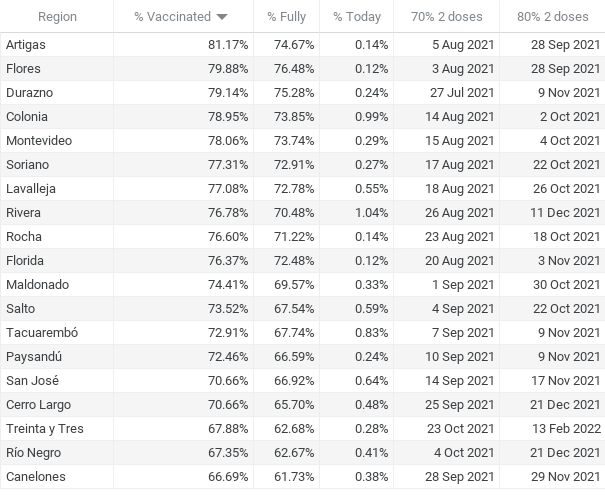 Region % Vaccinated % Fully % Today 70% 2 doses 80% 2 doses
Artigas 81.17% 74.67% 0.14% 5 Aug 2021 28 Sep 2021
Flores 79.88% 76.48% 0.12% 3 Aug 2021 28 Sep 2021
Durazno 79.14% 75.28% 0.24% 27 Jul 2021 9 Nov 2021
Colonia 78.95% 73.85% 0.99% 14 Aug 2021 2 Oct 2021
Montevideo 78.06% 73.74% 0.29% 15 Aug 2021 4 Oct 2021
Soriano 77.31% 72.91% 0.27% 17 Aug 2021 22 Oct 2021
Lavalleja 77.08% 72.78% 0.55% 18 Aug 2021 26 Oct 2021
Rivera 76.78% 70.48% 1.04% 26 Aug 2021 11 Dec 2021
Rocha 76.60% 71.22% 0.14% 23 Aug 2021 18 Oct 2021
Florida 76.37% 72.48% 0.12% 20 Aug 2021 3 Nov 2021
Maldonado 74.41% 69.57% 0.33% 1 Sep 2021 30 Oct 2021
Salto 73.52% 67.54% 0.59% 4 Sep 2021 22 Oct 2021
Tacuarembó 72.91% 67.74% 0.83% 7 Sep 2021 9 Nov 2021
Paysandú 72.46% 66.59% 0.24% 10 Sep 2021 9 Nov 2021
San José 70.66% 66.92% 0.64% 14 Sep 2021 17 Nov 2021
Cerro Largo 70.66% 65.70% 0.48% 25 Sep 2021 21 Dec 2021
Treinta y Tres 67.88% 62.68% 0.28% 23 Oct 2021 13 Feb 2022
Río Negro 67.35% 62.67% 0.41% 4 Oct 2021 21 Dec 2021
Canelones 66.69% 61.73% 0.38% 28 Sep 2021 29 Nov 2021